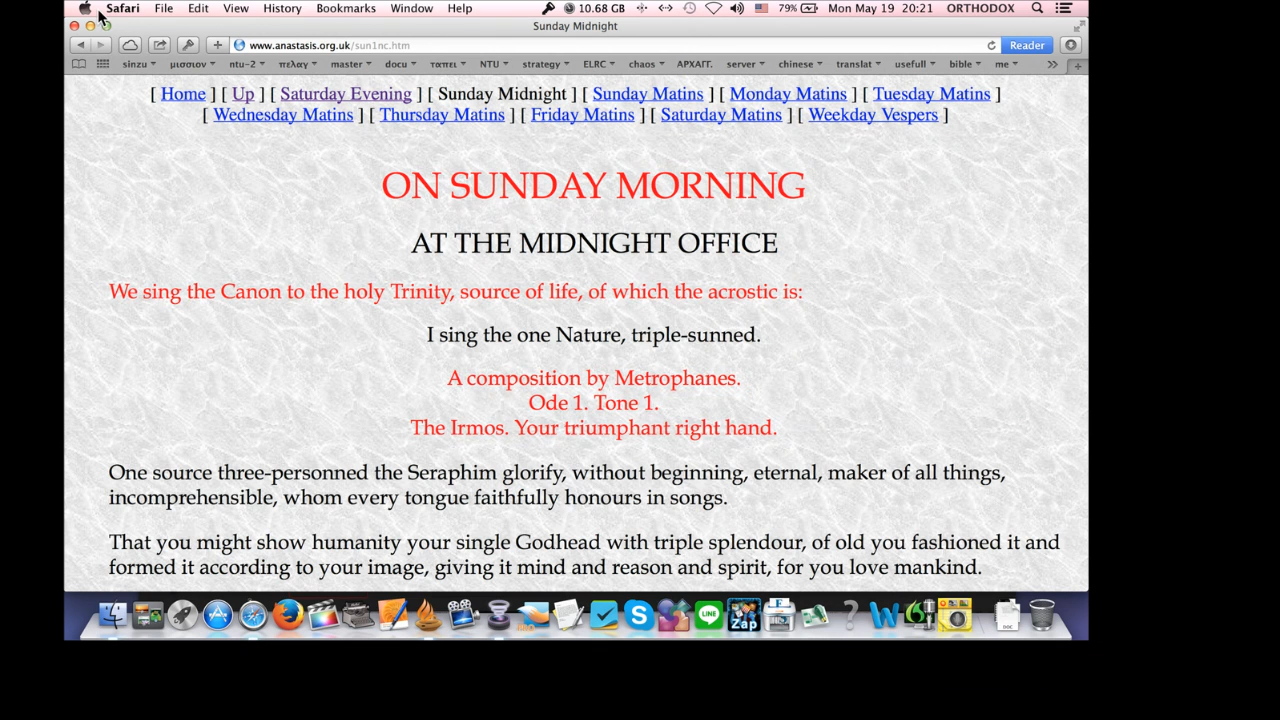 Safari File Edit View History Bookmarks Window Help 10.68 GB 79% Mon May 19 20:21 ORTHODOX
Sunday Midnight
www.anastasis.org.uk/sun1nc.htm Reader
sinzu μισσιον ntu-2 πελαγ master docu ταπει NTU strategy ELRC chaos ΑΡΧΑΓΓ. server chinese translat usefull bible me
[ Home ] [ Up ] [ Saturday Evening ] [ Sunday Midnight ] [ Sunday Matins ] [ Monday Matins ] [ Tuesday Matins ]
[ Wednesday Matins ] [ Thursday Matins ] [ Friday Matins ] [ Saturday Matins ] [ Weekday Vespers ]
ON SUNDAY MORNING
AT THE MIDNIGHT OFFICE
We sing the Canon to the holy Trinity, source of life, of which the acrostic is:
I sing the one Nature, triple-sunned.
A composition by Metrophanes.
Ode 1. Tone 1.
The Irmos. Your triumphant right hand.
One source three-personned the Seraphim glorify, without beginning, eternal, maker of all things,
incomprehensible, whom every tongue faithfully honours in songs.
That you might show humanity your single Godhead with triple splendour, of old you fashioned it and
formed it according to your image, giving it mind and reason and spirit, for you love mankind.
LINE
Zap
DOC